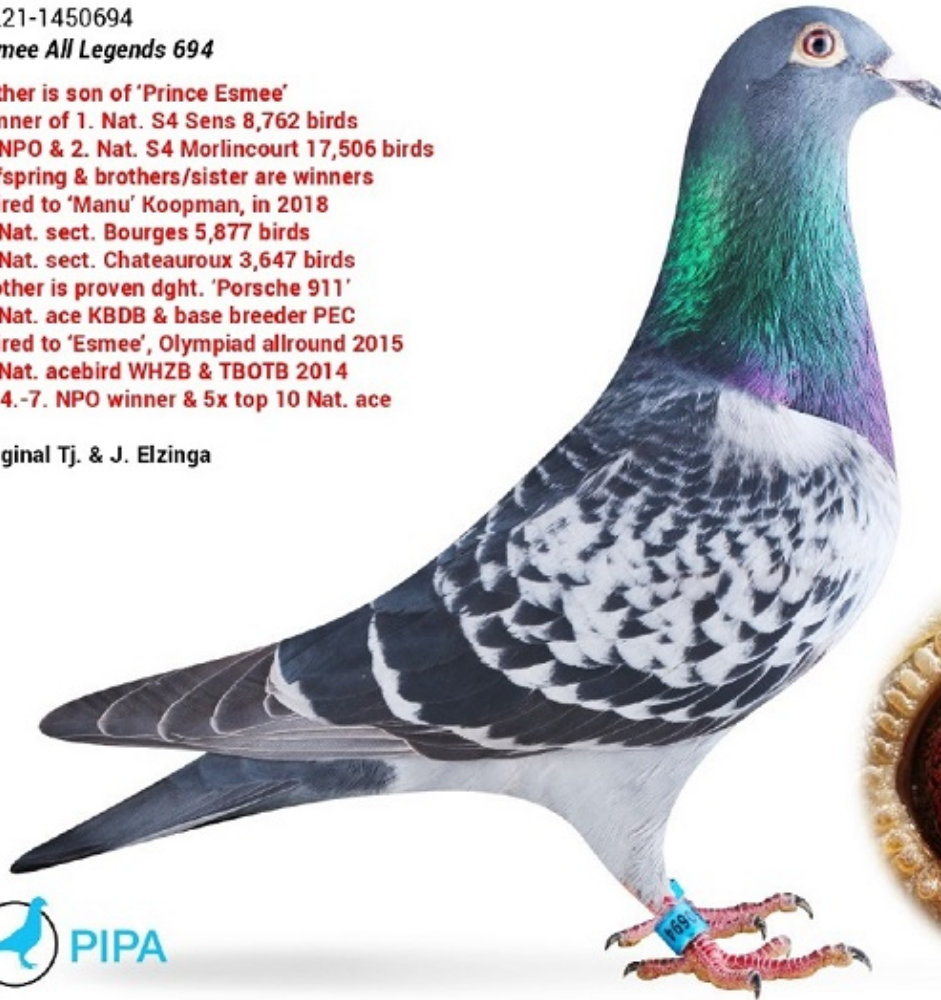 .21-1450694
mee All Legends 694
ther is son of ‘Prince Esmee’
nner of 1. Nat. S4 Sens 8,762 birds
NPO & 2. Nat. S4 Morlincourt 17,506 birds
fspring & brothers/sister are winners
ired to ‘Manu’ Koopman, in 2018
Nat. sect. Bourges 5,877 birds
Nat. sect. Chateauroux 3,647 birds
other is proven dght. ‘Porsche 911’
Nat. ace KBDB & base breeder PEC
ired to ‘Esmee’, Olympiad allround 2015
Nat. acebird WHZB & TBOTB 2014
4.-7. NPO winner & 5x top 10 Nat. ace
ginal Tj. & J. Elzinga
PIPA
0694